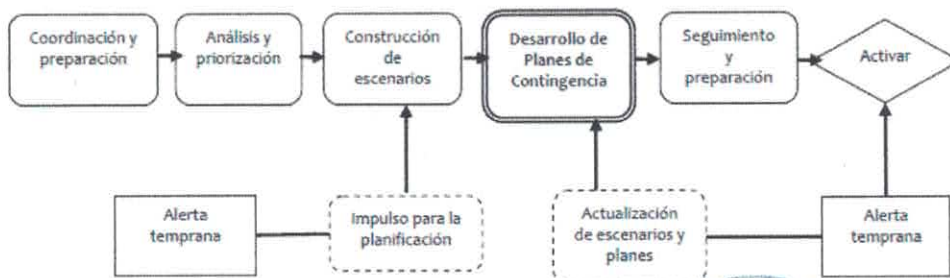 Coordinación y
preparación
Análisis y
priorización
Construcción
de
escenarios
Desarrollo de
Planes de
Contingencia
Seguimiento
y
preparación
Activar
Alerta
temprana
Impulso para la
planificación
Actualización
de escenarios y
planes
Alerta
temprana